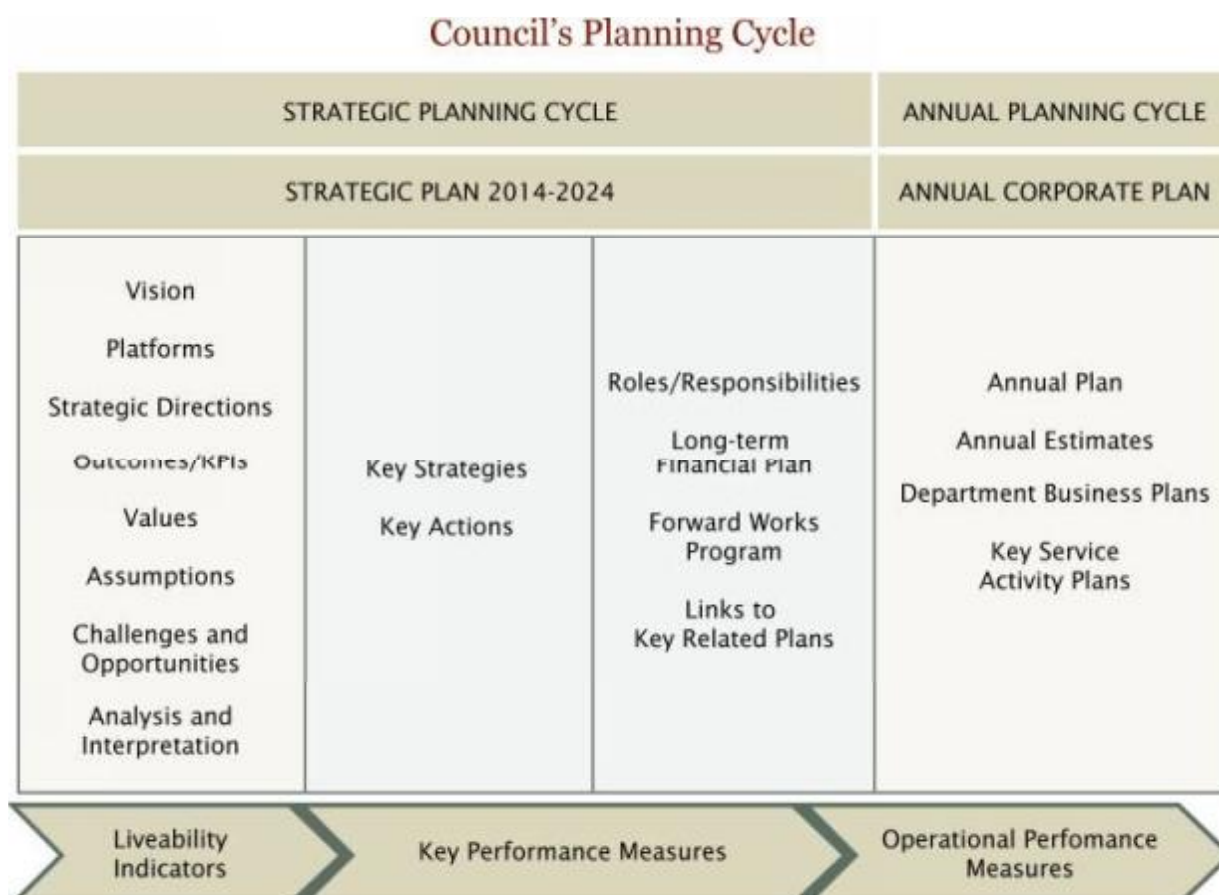 Council's Planning Cycle
STRATEGIC PLANNING CYCLE
ANNUAL PLANNING CYCLE
STRATEGIC PLAN 2014-2024
ANNUAL CORPORATE PLAN
Vision
Platforms
Strategic Directions
Outcomes/KPIs
Values
Assumptions
Challenges and
Opportunities
Analysis and
Interpretation
Key Strategies
Key Actions
Roles/Responsibilities
Long-term
Financial Plan
Forward Works
Program
Links to
Key Related Plans
Annual Plan
Annual Estimates
Department Business Plans
Key Service
Activity Plans
Liveability
Indicators
Key Performance Measures
Operational Perfomance
Measures